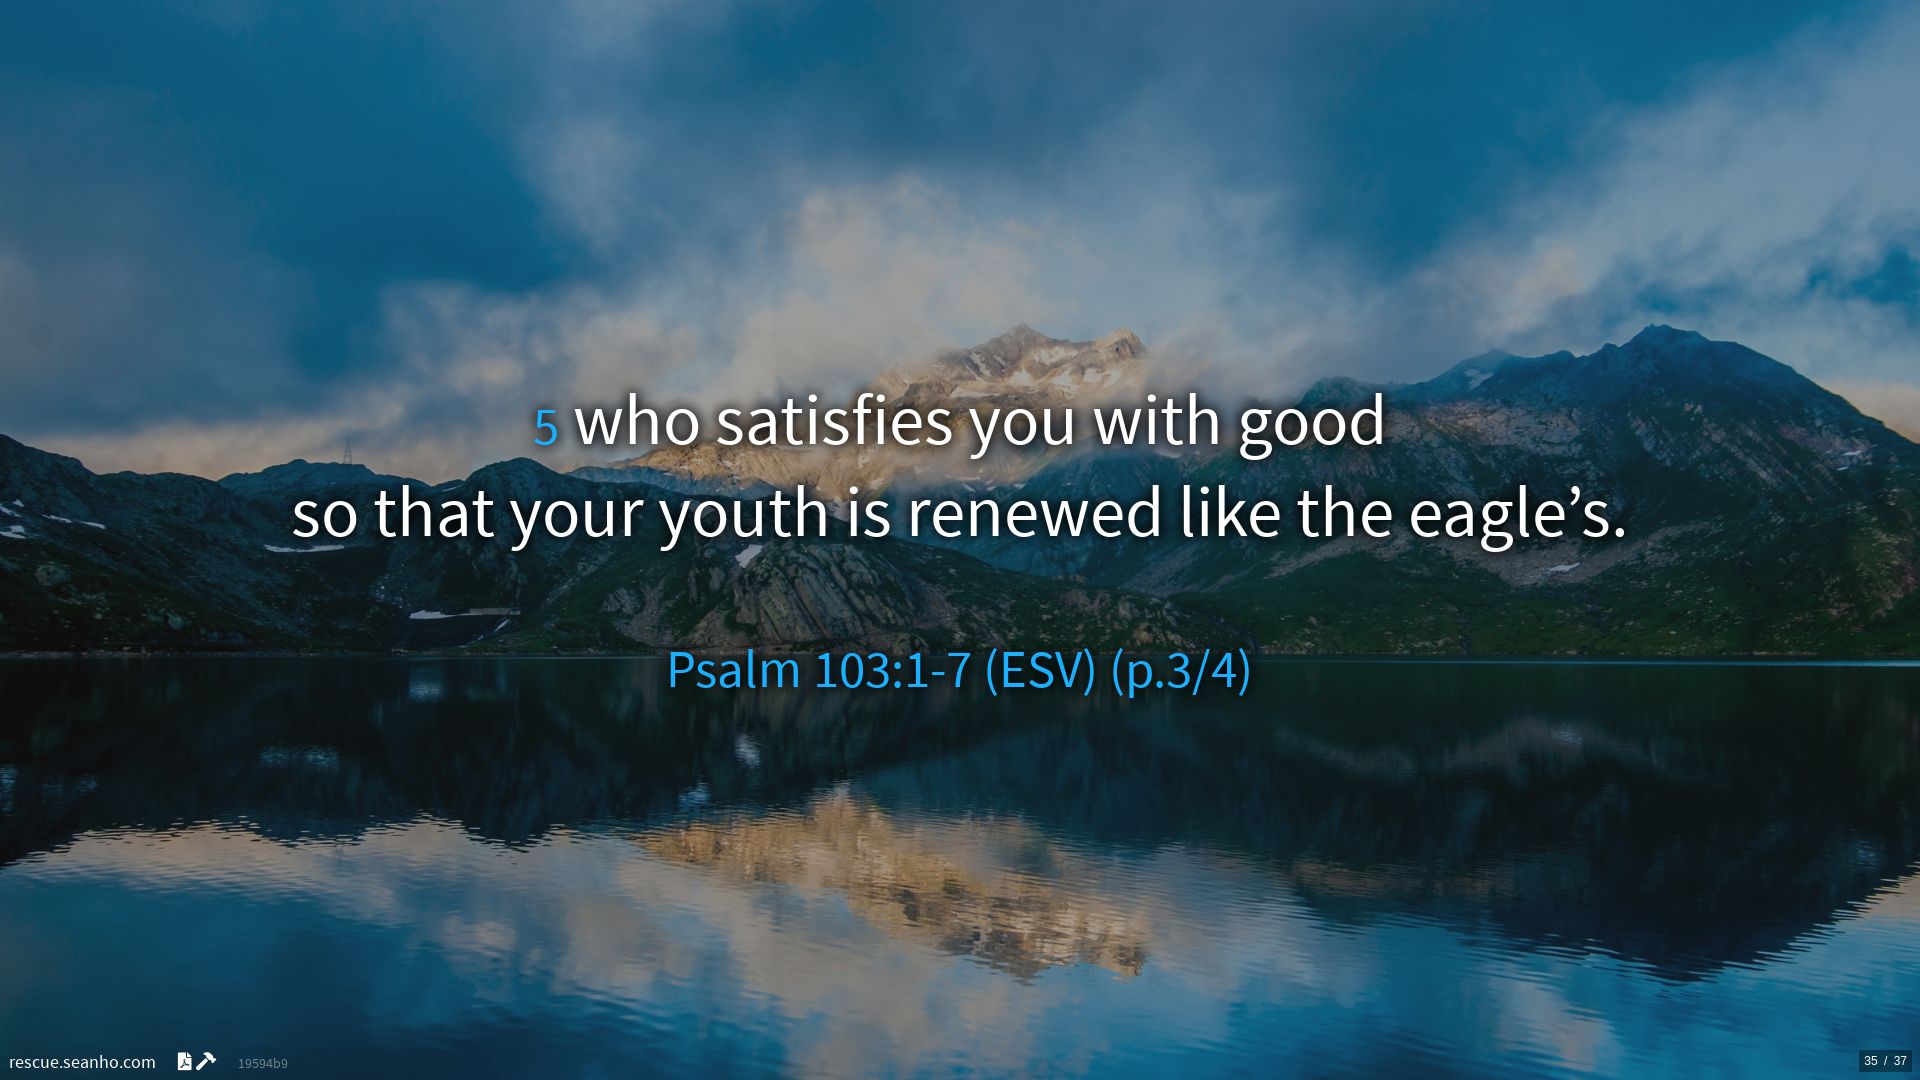 5 who satisfies you with good
so that your youth is renewed like the eagle’s.
Psalm 103:1-7 (ESV) (p.3/4)
rescue.seanho.com 19594b9
35 / 37